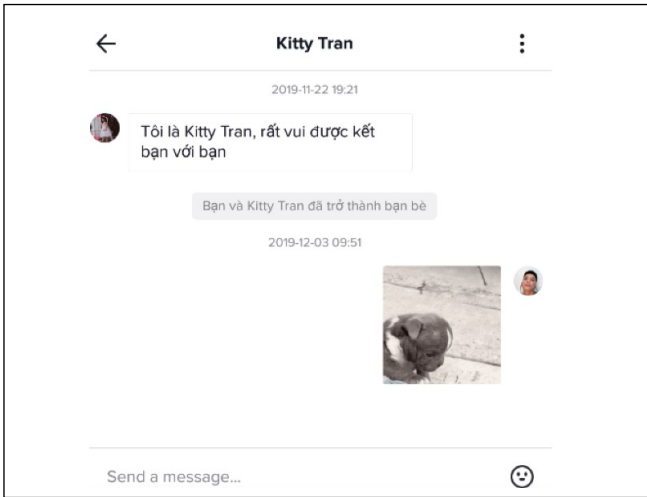 Kitty Tran
2019-11-22 19:21
Tôi là Kitty Tran, rất vui được kết
bạn với bạn
Bạn và Kitty Tran đã trở thành bạn bè
2019-12-03 09:51
Send a message...